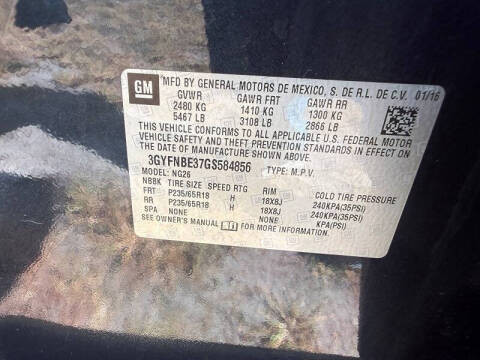 GM MFD BY GENERAL MOTORS DE MEXICO, S. DE R.L. DE C.V. 01/16
GVWR GAWR FRT GAWR RR
2480 KG 1410 KG 1300 KG
5467 LB 3108 LB 2866 LB
THIS VEHICLE CONFORMS TO ALL APPLICABLE U.S. FEDERAL MOTOR
VEHICLE SAFETY AND THEFT PREVENTION STANDARDS IN EFFECT ON
THE DATE OF MANUFACTURE SHOWN ABOVE.
3GYFNBE37GS584856 TYPE: M.P.V.
MODEL: NG26
NBBK TIRE SIZE SPEED RTG RIM COLD TIRE PRESSURE
FRT P235/65R18 H 18X8J 240KPA(35PSI)
RR P235/65R18 H 18X8J 240KPA(35PSI)
SPA NONE NONE KPA(PSI)
SEE OWNER'S MANUAL FOR MORE INFORMATION.